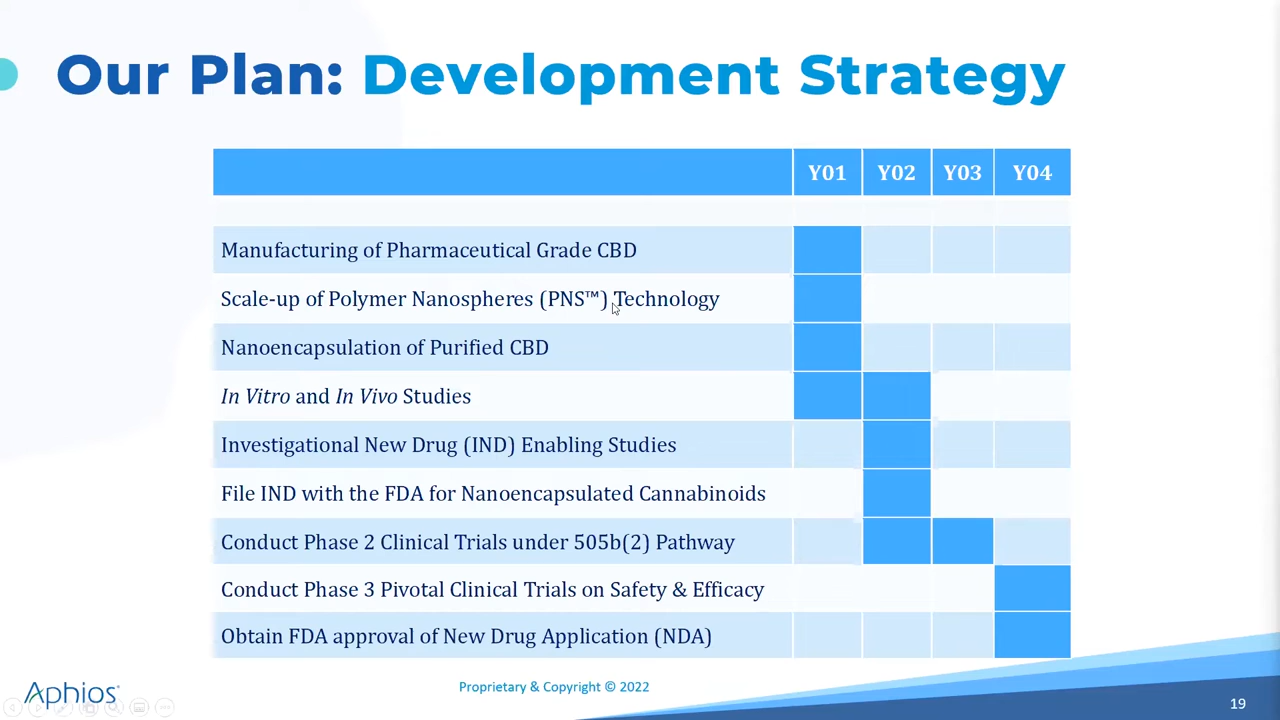 Our Plan: Development Strategy
Y01 Y02 Y03 Y04
Manufacturing of Pharmaceutical Grade CBD
Scale-up of Polymer Nanospheres (PNS™) Technology
Nanoencapsulation of Purified CBD
In Vitro and In Vivo Studies
Investigational New Drug (IND) Enabling Studies
File IND with the FDA for Nanoencapsulated Cannabinoids
Conduct Phase 2 Clinical Trials under 505b(2) Pathway
Conduct Phase 3 Pivotal Clinical Trials on Safety & Efficacy
Obtain FDA approval of New Drug Application (NDA)
Aphios®
Proprietary & Copyright © 2022
19